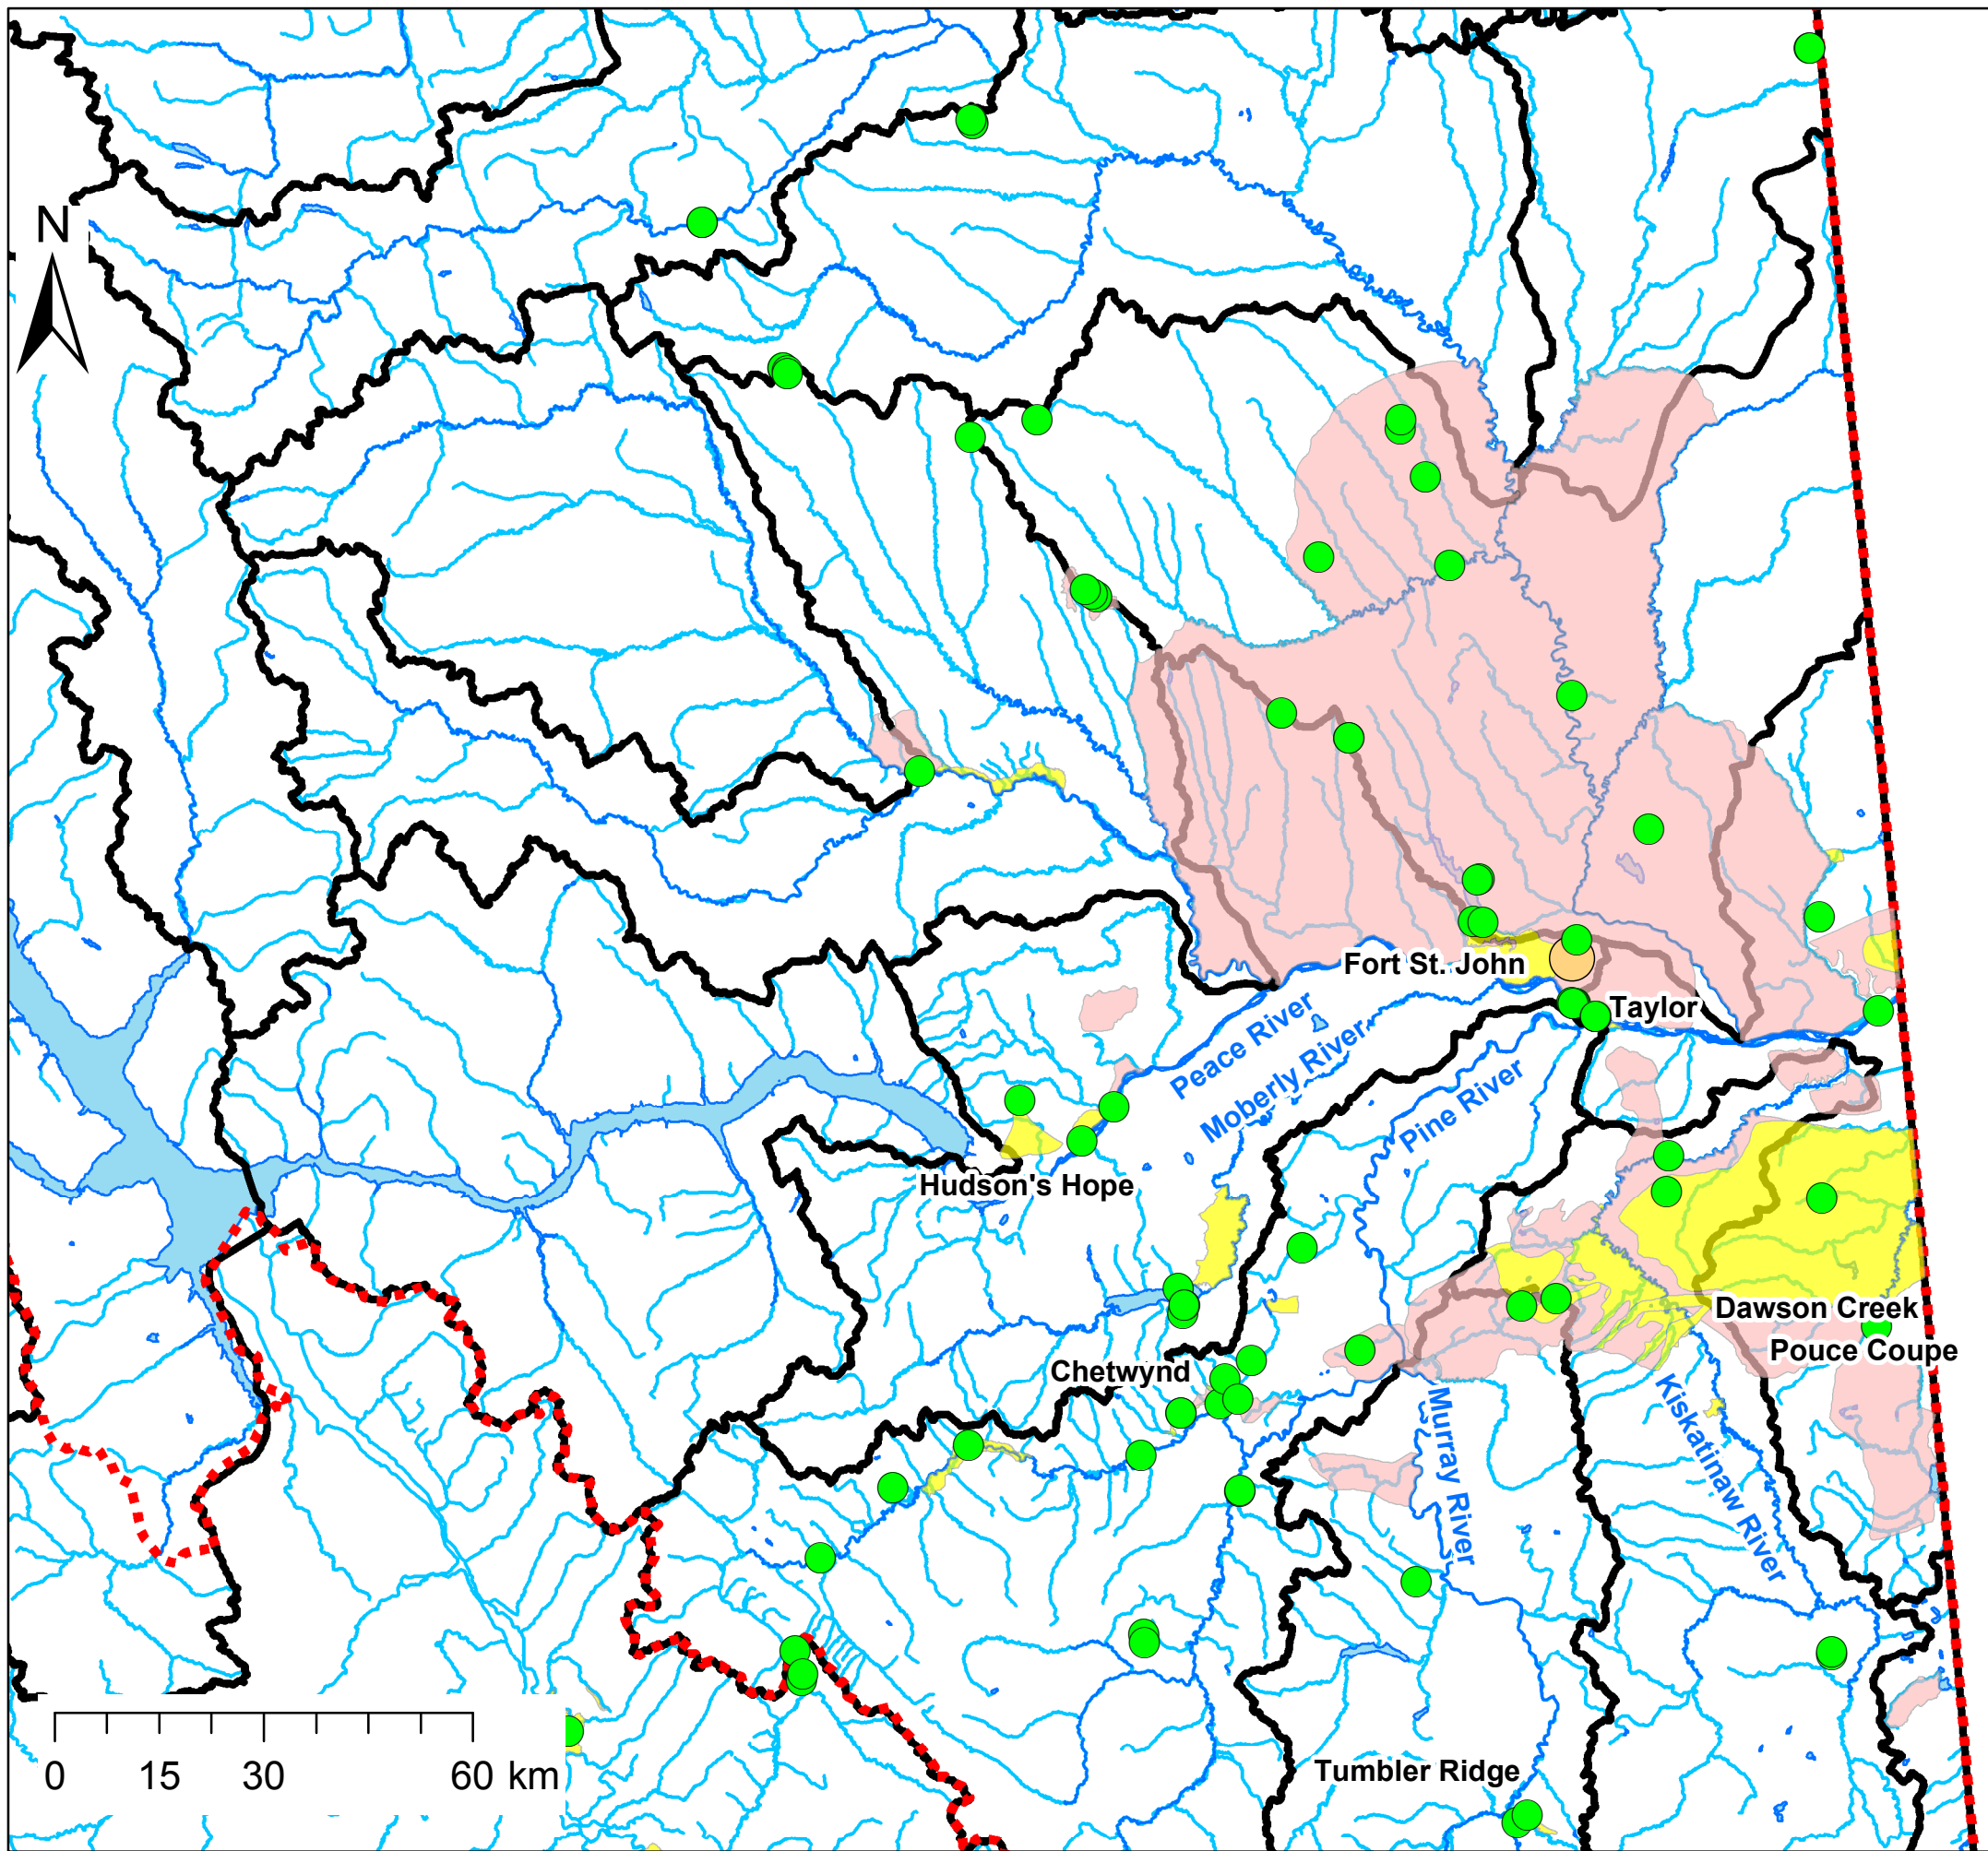 N
Fort St. John
Taylor
Peace River
Moberly River
Pine River
Hudson's Hope
Dawson Creek
Pouce Coupe
Chetwynd
Murray River
Kiskatinaw River
Tumbler Ridge
0 15 30 60 km